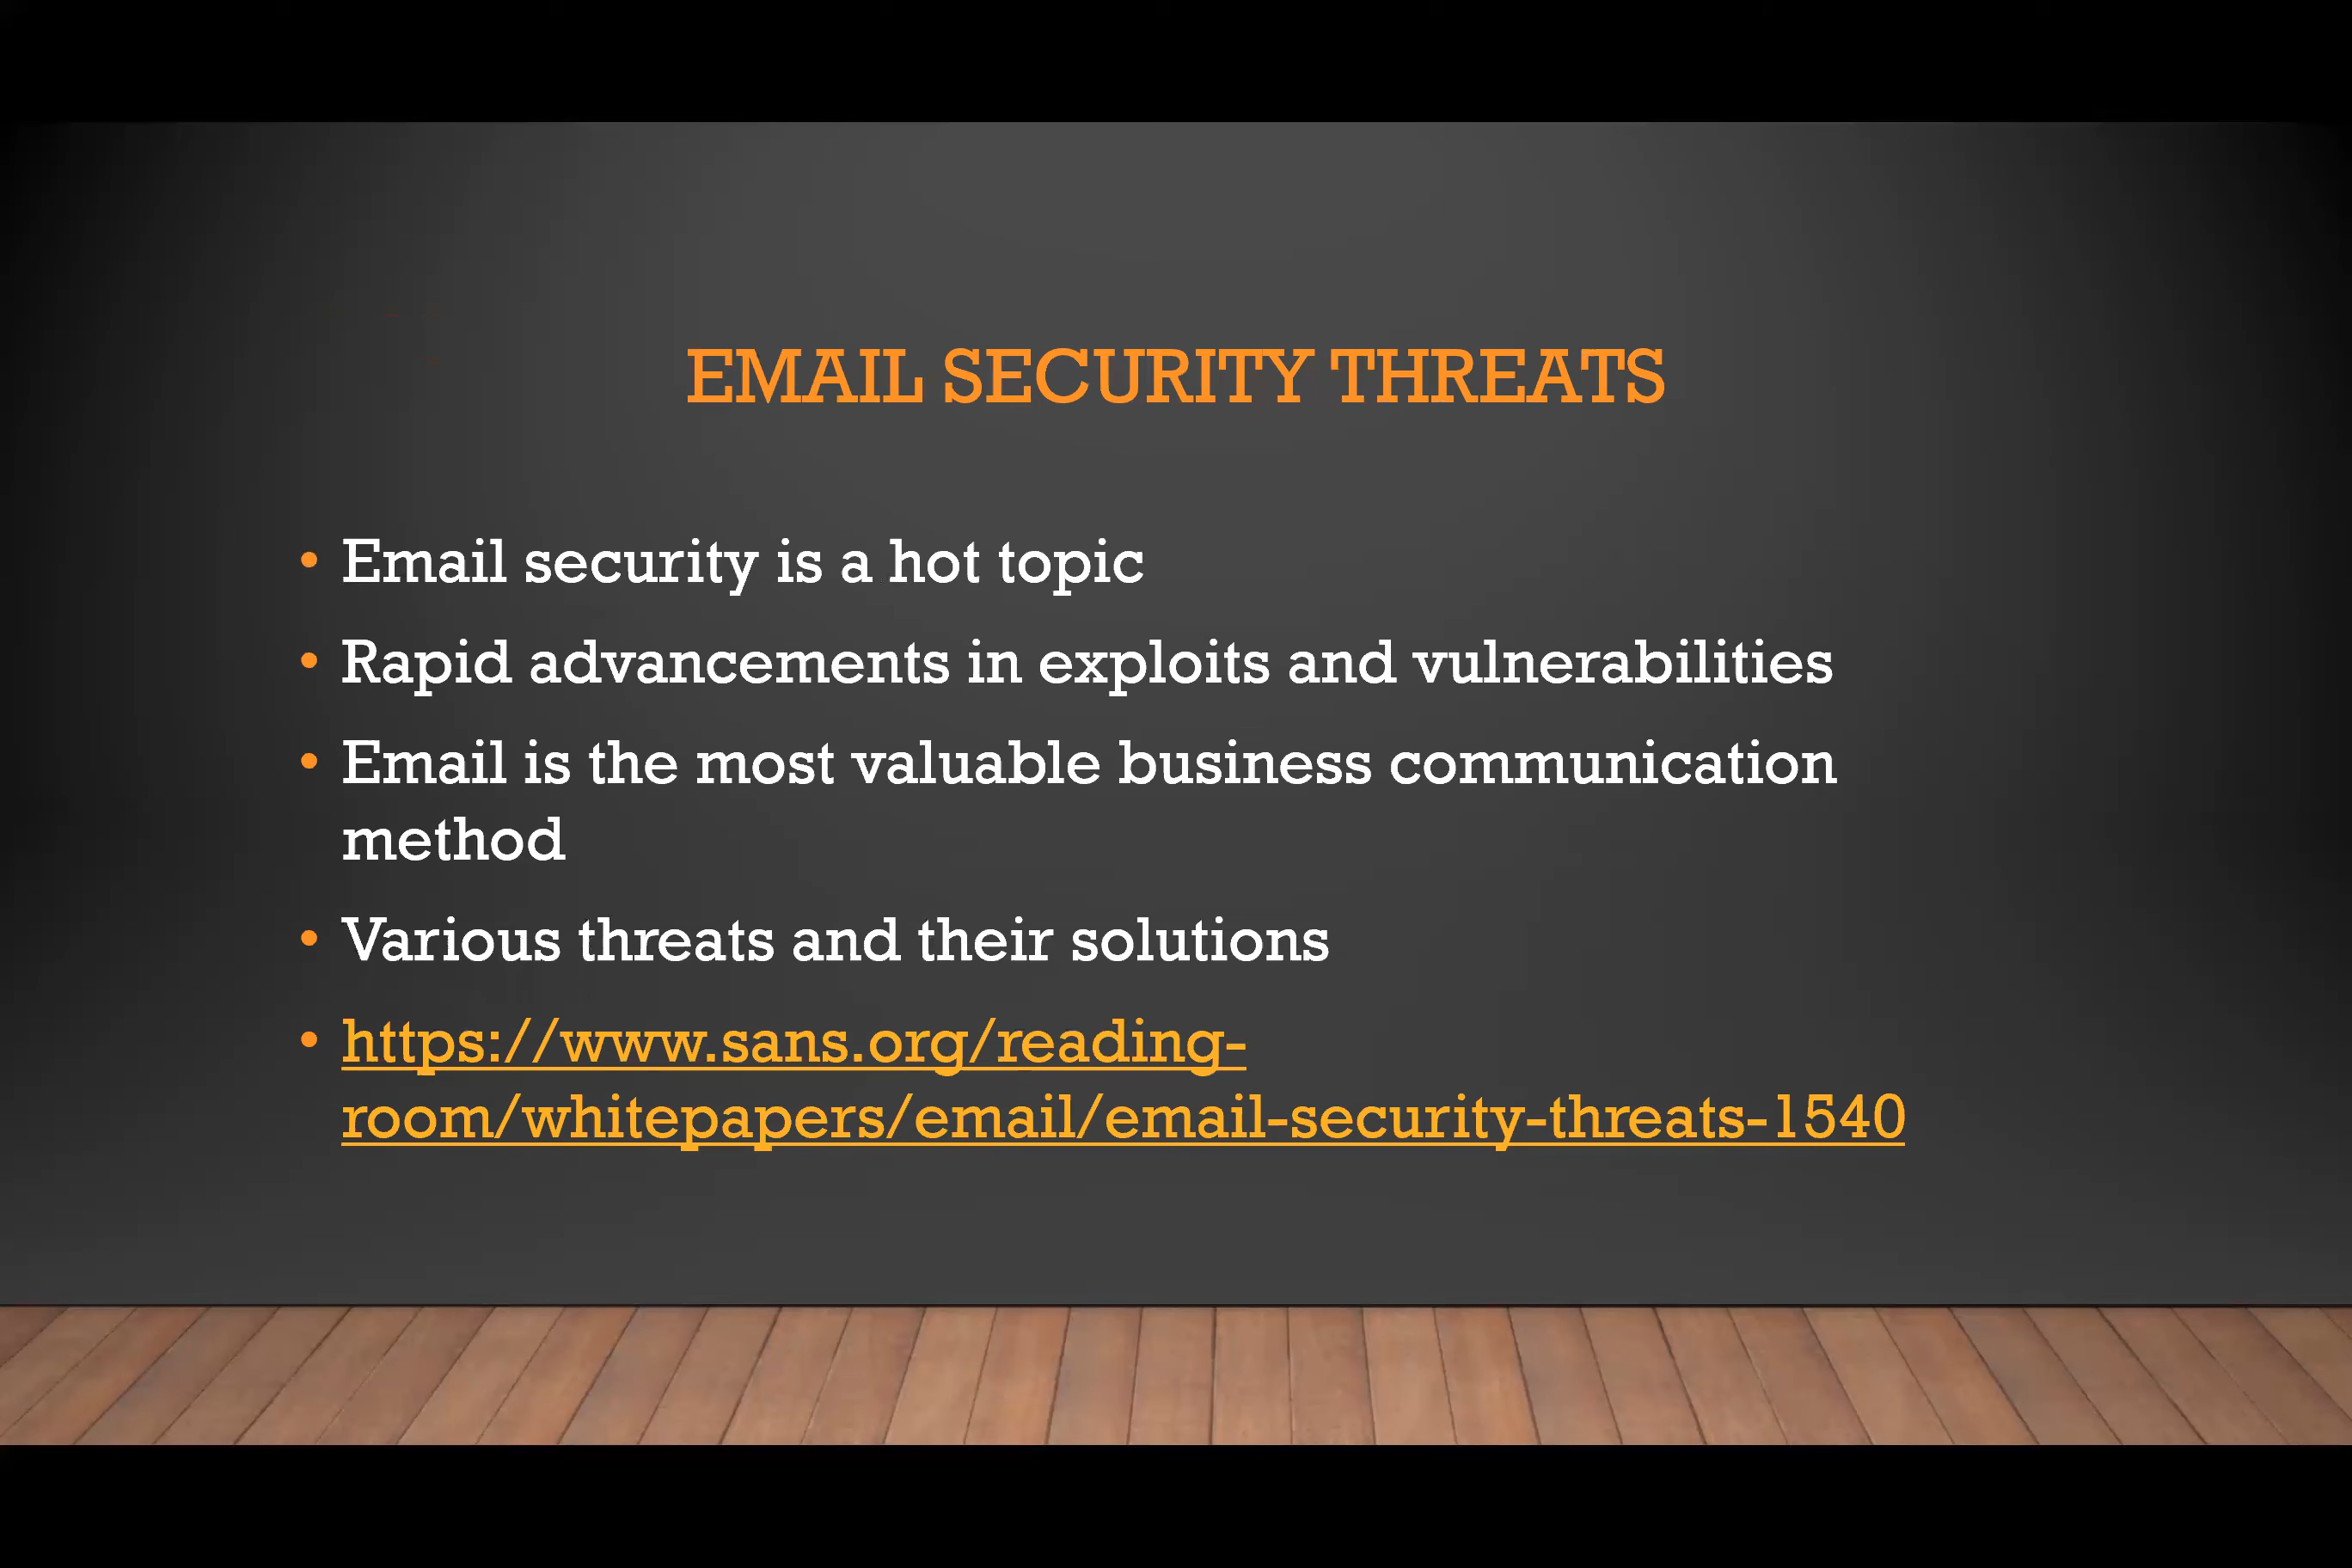 EMAIL SECURITY THREATS
• Email security is a hot topic
• Rapid advancements in exploits and vulnerabilities
• Email is the most valuable business communication
method
• Various threats and their solutions
• https://www.sans.org/reading-
room/whitepapers/email/email-security-threats-1540